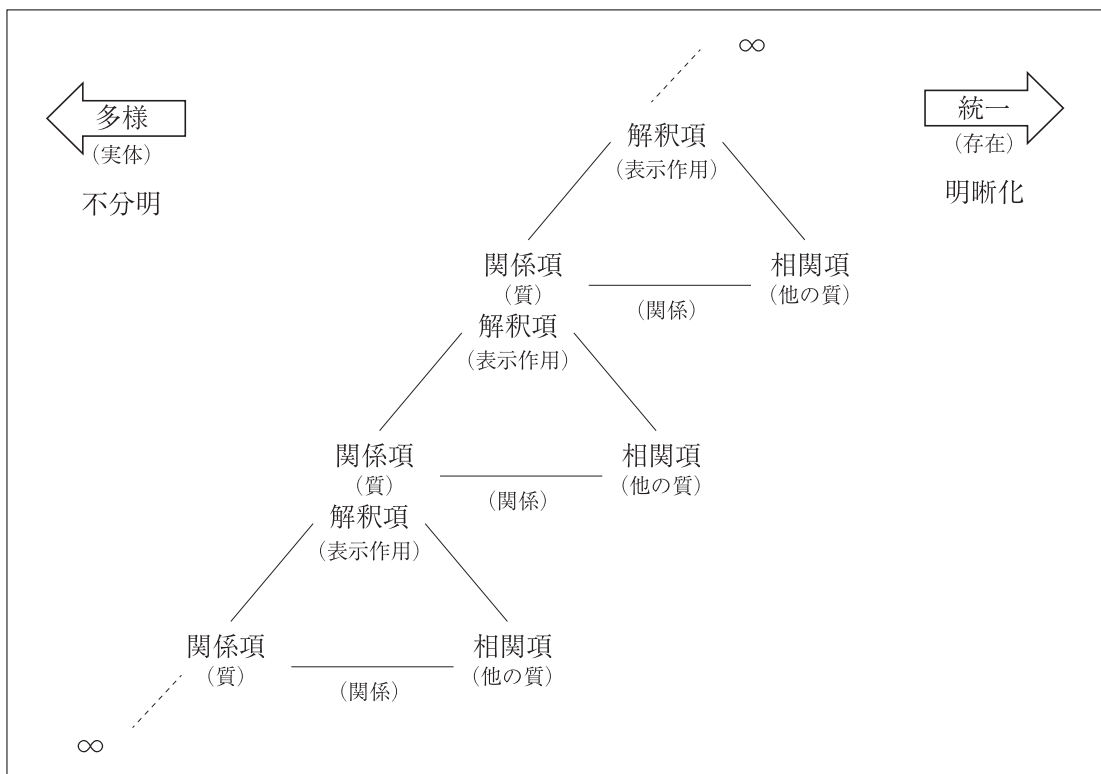 ∞
多様
（実体）
不分明
統一
（存在）
明晰化
解釈項
（表示作用）
関係項
（質）
相関項
（他の質）
（関係）
解釈項
（表示作用）
関係項
（質）
相関項
（他の質）
（関係）
解釈項
（表示作用）
関係項
（質）
相関項
（他の質）
（関係）
∞